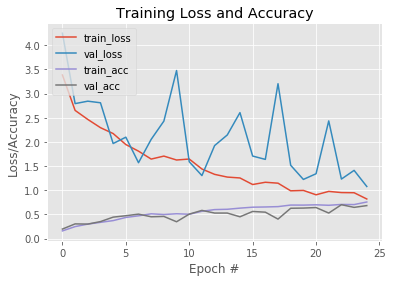 Training Loss and Accuracy
train_loss
val_loss
train_acc
val_acc
Loss/Accuracy
4.0
3.5
3.0
2.5
2.0
1.5
1.0
0.5
0.0
0
5
10
15
20
25
Epoch #